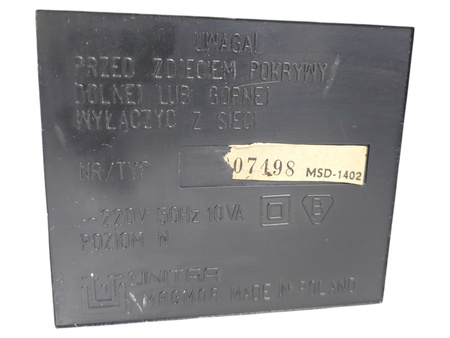 UWAGA!
PRZED ZDJĘCIEM POKRYWY
DOLNEJ LUB GÓRNEJ
WYŁĄCZYĆ Z SIECI
NR/TYP 07498 MSD-1402
~220V 50Hz 10VA B
POZIOM N
UNITRA
MAGMOR MADE IN POLAND